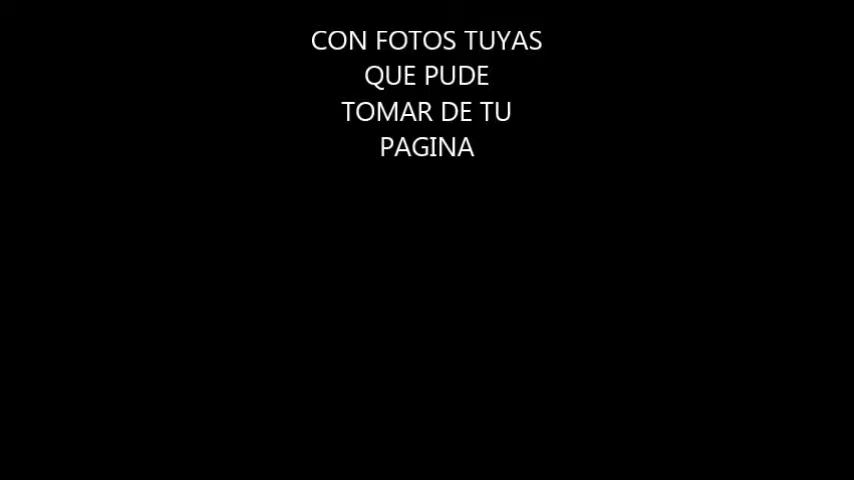 CON FOTOS TUYAS
QUE PUDE
TOMAR DE TU
PAGINA